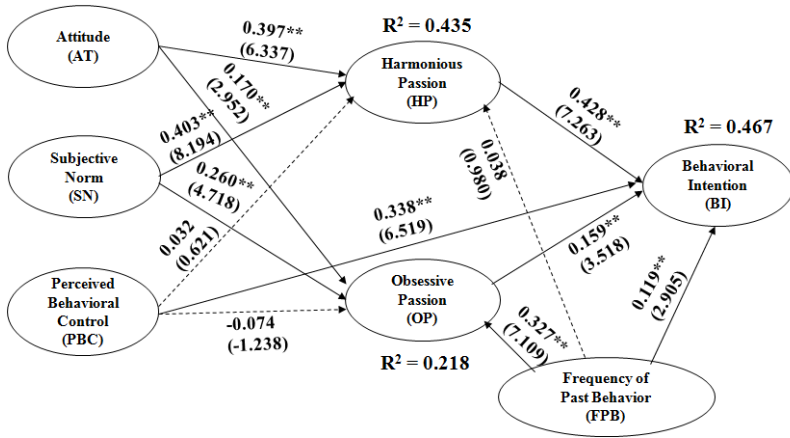 Attitude
(AT)
0.397**
(6.337)
R² = 0.435
Harmonious
Passion
(HP)
0.170**
(2.952)
0.403**
(8.194)
0.428**
(7.263)
R² = 0.467
Subjective
Norm
(SN)
0.260**
(4.718)
0.038
(0.980)
Behavioral
Intention
(BI)
0.032
(0.621)
0.338**
(6.519)
0.159**
(3.518)
Perceived
Behavioral
Control
(PBC)
-0.074
(-1.238)
Obsessive
Passion
(OP)
R² = 0.218
0.327**
(7.109)
0.119**
(2.905)
Frequency of
Past Behavior
(FPB)